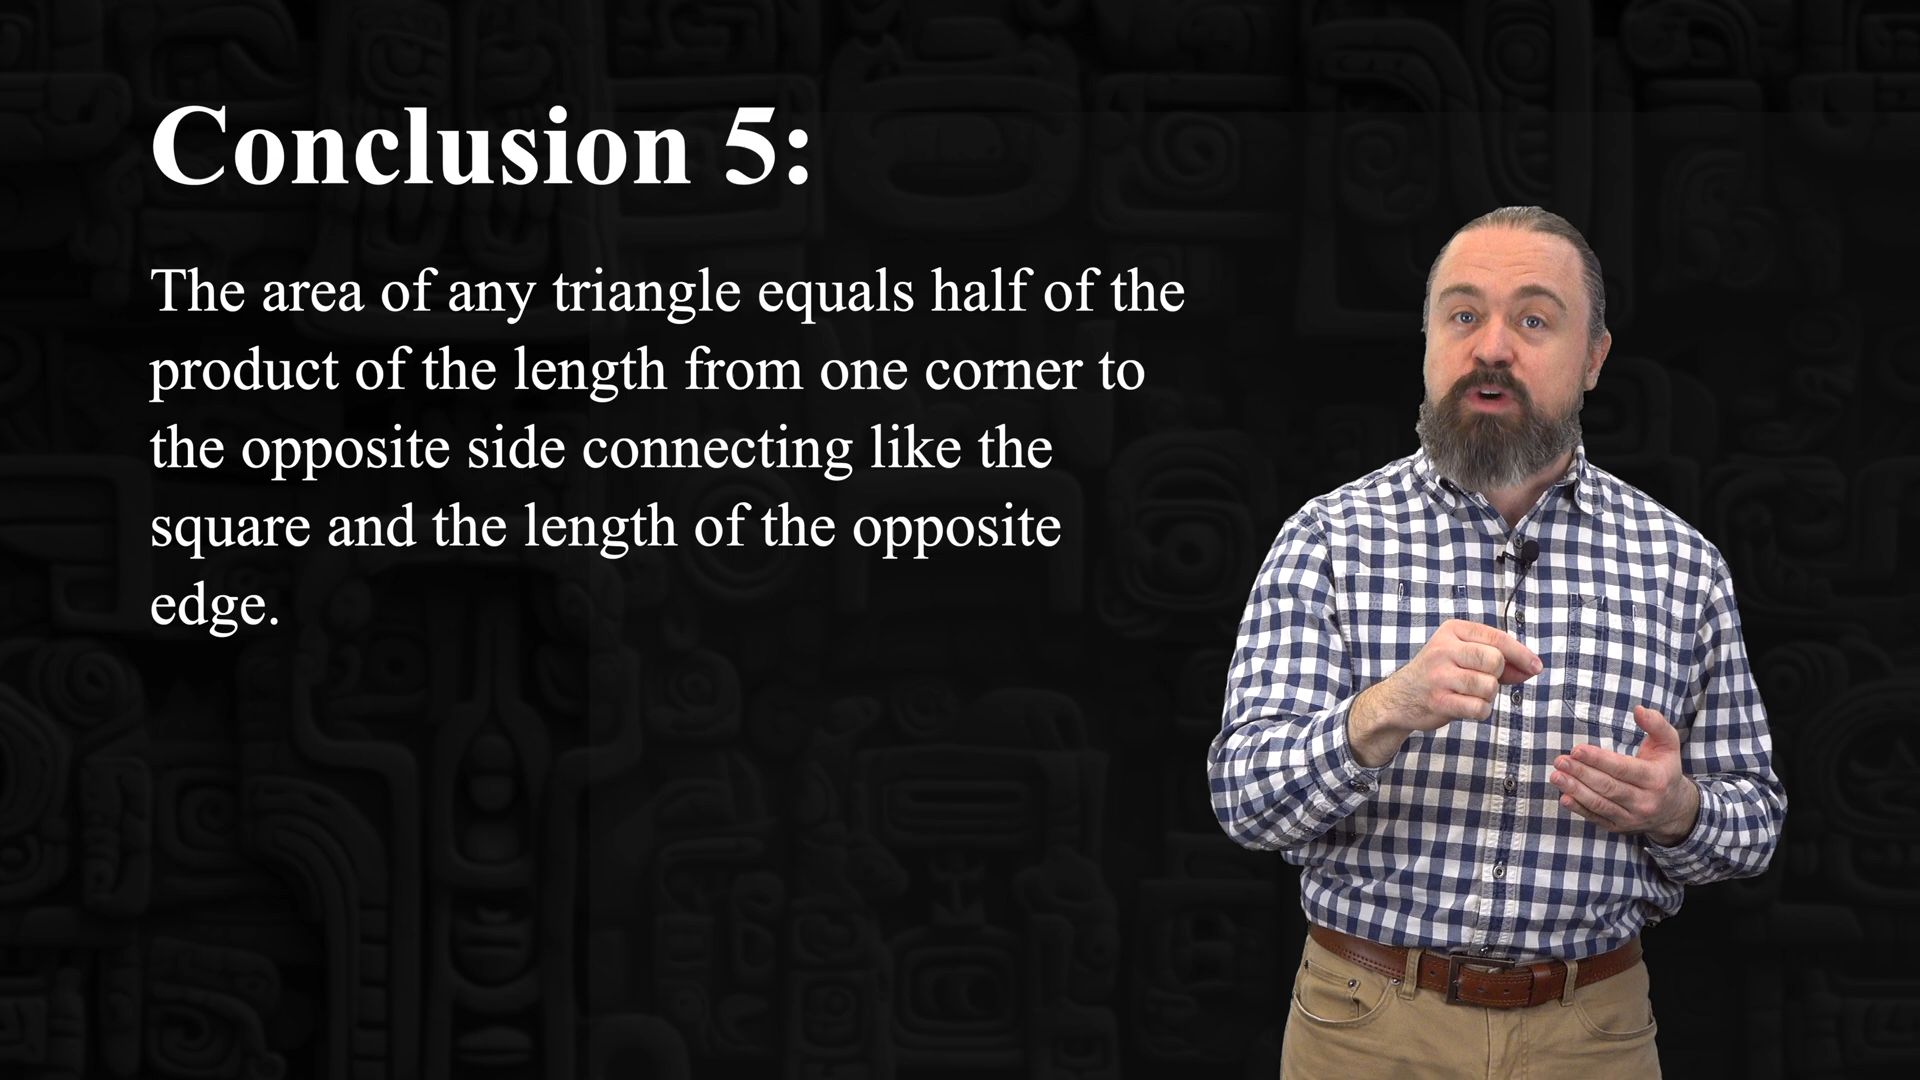 Conclusion 5:
The area of any triangle equals half of the
product of the length from one corner to
the opposite side connecting like the
square and the length of the opposite
edge.